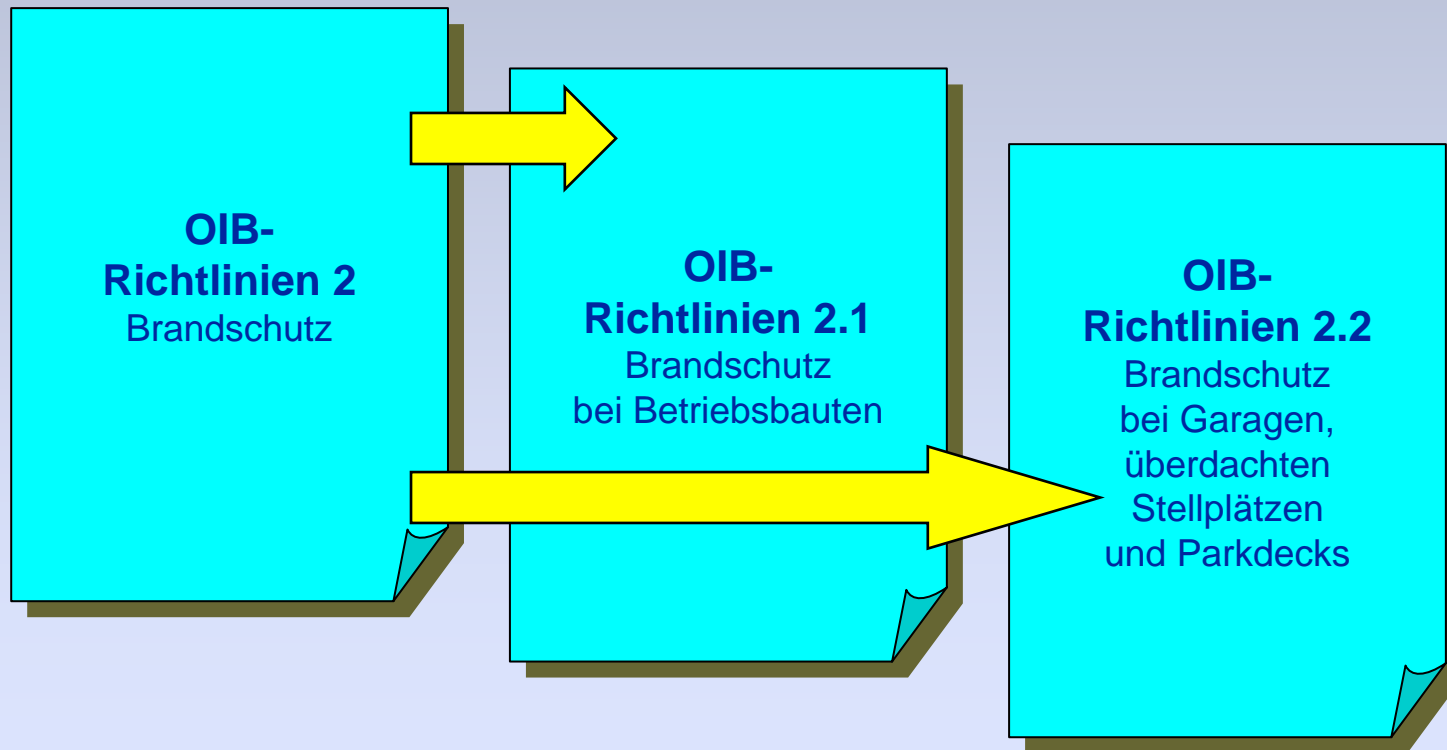 OIB-
Richtlinien 2
Brandschutz
OIB-
Richtlinien 2.1
Brandschutz
bei Betriebsbauten
OIB-
Richtlinien 2.2
Brandschutz
bei Garagen,
überdachten
Stellplätzen
und Parkdecks